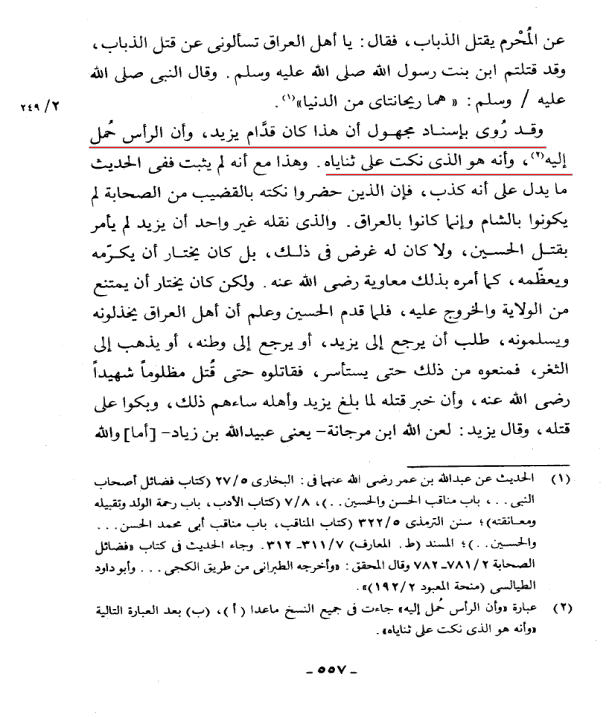 عن المُحْرم يقتل الذباب، فقال: يا أهل العراق تسألونى عن قتل الذباب،
وقد قتلتم ابن بنت رسول الله صلى الله عليه وسلم. وقال النبى صلى الله
عليه / وسلم: «هما ريحانتاى من الدنيا»(١).
٢٤٩/٢
وقد رُوى بإسناد مجهول أن هذا كان قدَّام يزيد، وأن الرأس حُمل
إليه(٢)، وأنه هو الذى نكت على ثناياه. وهذا مع أنه لم يثبت ففى الحديث
ما يدل على أنه كذب، فإن الذين حضروا نكته بالقضيب من الصحابة لم
يكونوا بالشام وإنما كانوا بالعراق. والذى نقله غير واحد أن يزيد لم يأمر
بقتل الحسين، ولا كان له غرض فى ذلك، بل كان يختار أن يكرّمه
ويعظّمه، كما أمره بذلك معاوية رضى الله عنه. ولكن كان يختار أن يمتنع
من الولاية والخروج عليه، فلما قدم الحسين وعلم أن أهل العراق يخذلونه
ويسلمونه، طلب أن يرجع إلى يزيد، أو يرجع إلى وطنه، أو يذهب إلى
الثغر، فمنعوه من ذلك حتى يستأسر، فقاتلوه حتى قُتل مظلوماً شهيداً
رضى الله عنه، وأن خبر قتله لما بلغ يزيد وأهله ساءهم ذلك، وبكوا على
قتله، وقال يزيد: لعن الله ابن مرجانة- يعنى عبيدالله بن زياد- [أما] والله
(١) الحديث عن عبدالله بن عمر رضى الله عنهما فى: البخارى ٢٧/٥ (كتاب فضائل أصحاب
النبى . . ، باب مناقب الحسن والحسين . .)، ٧/٨ (كتاب الأدب، باب رحمة الولد وتقبيله
ومعانقته)؛ سنن الترمذى ٣٢٢/٥ (كتاب المناقب، باب مناقب أبى محمد الحسن . . .
والحسين . .)؛ المسند (ط. المعارف) ٣١١/٧ـ ٣١٢. وجاء الحديث فى كتاب «فضائل
الصحابة ٧٨١/٢ـ ٧٨٢ وقال المحقق: «وأخرجه الطبرانى من طريق الكجى . . . وأبو داود
الطيالسى (منحة المعبود ١٩٢/٢)».
(٢) عبارة «وأن الرأس حُمل إليه» جاءت فى جميع النسخ ماعدا (أ)، (ب) بعد العبارة التالية
«وأنه هو الذى نكت على ثناياه».
ـ ٥٥٧ ـ